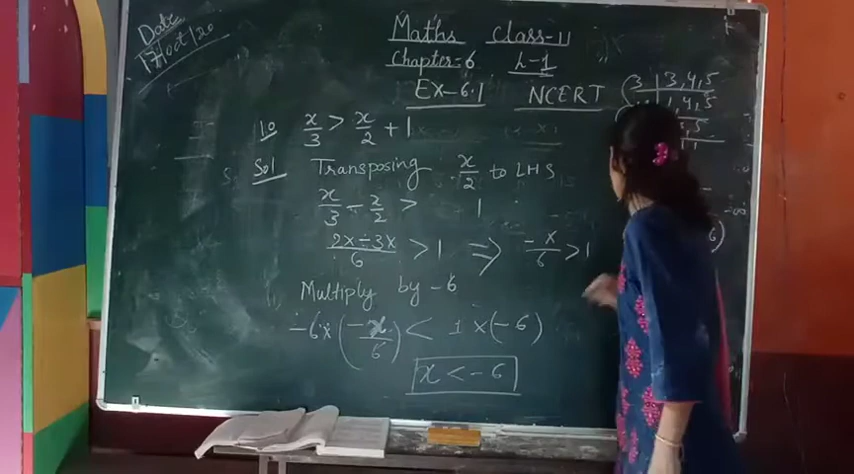 Date
17/Oct/20
Maths Class-11
Chapter-6 L-1
Ex-6.1 NCERT
3 | 3,4,5
1,4,5
10 x/3 > x/2 + 1
Sol Transposing x/2 to LHS
x/3 - x/2 > 1
2x-3x/6 > 1 ⇒ -x/6 > 1
Multiply by -6
-6 x (-x/6) < 1 x (-6)
x < -6